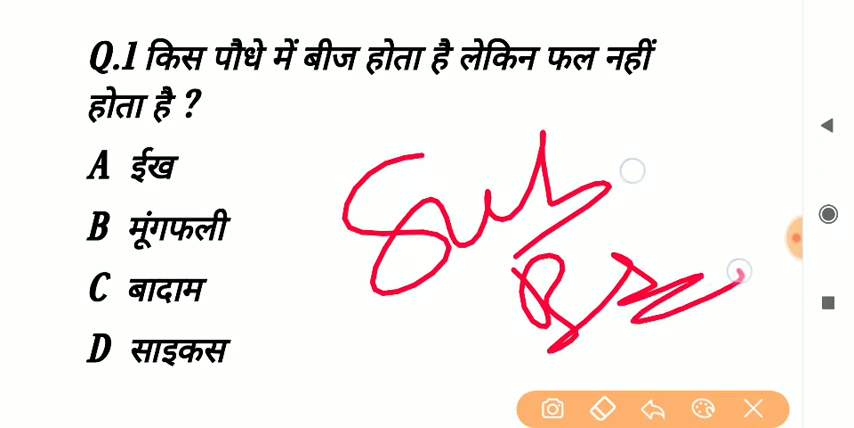 Q.1 किस पौधे में बीज होता है लेकिन फल नहीं
होता है ?
A ईख
B मूंगफली
C बादाम
D साइकस